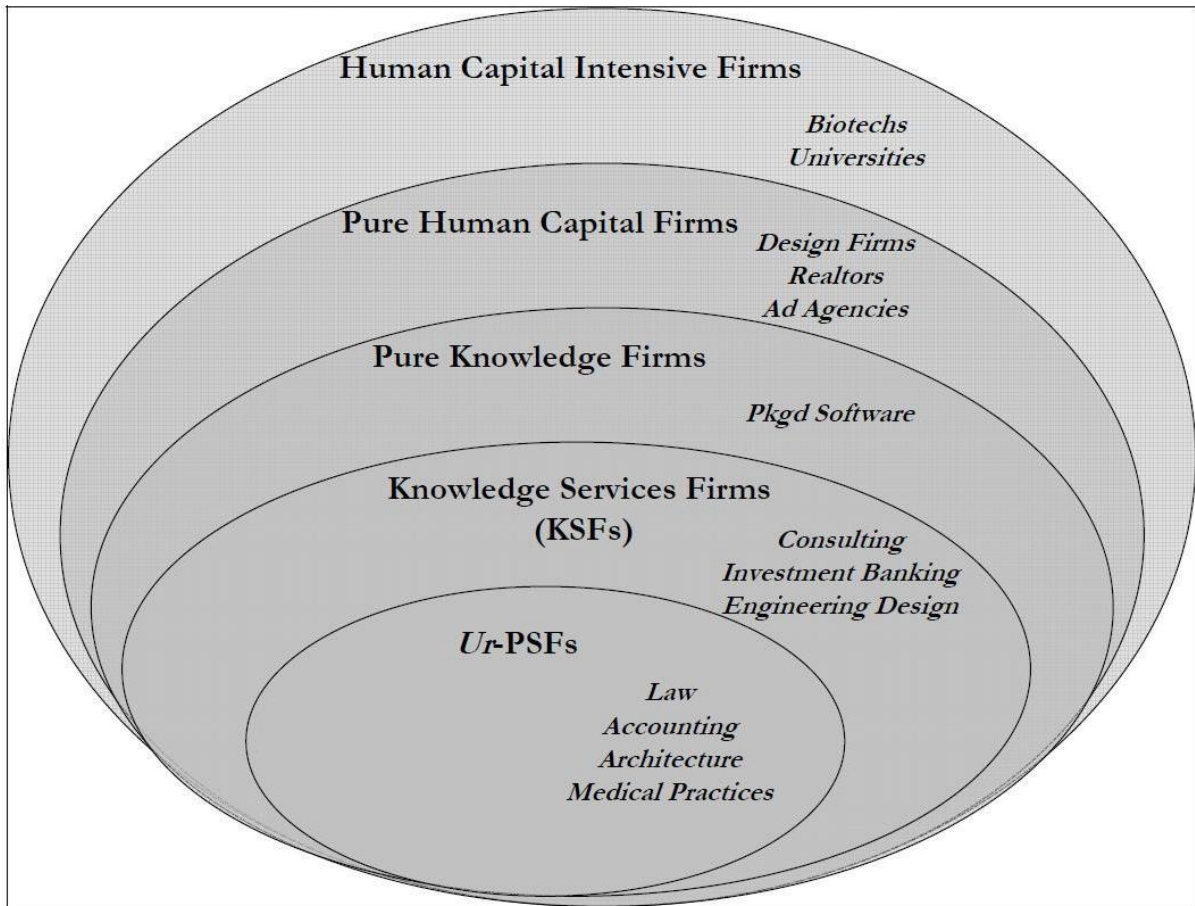 Human Capital Intensive Firms
Biotechs
Universities
Pure Human Capital Firms
Design Firms
Realtors
Ad Agencies
Pure Knowledge Firms
Pkgd Software
Knowledge Services Firms
(KSFs)
Consulting
Investment Banking
Engineering Design
Ur-PSFs
Law
Accounting
Architecture
Medical Practices